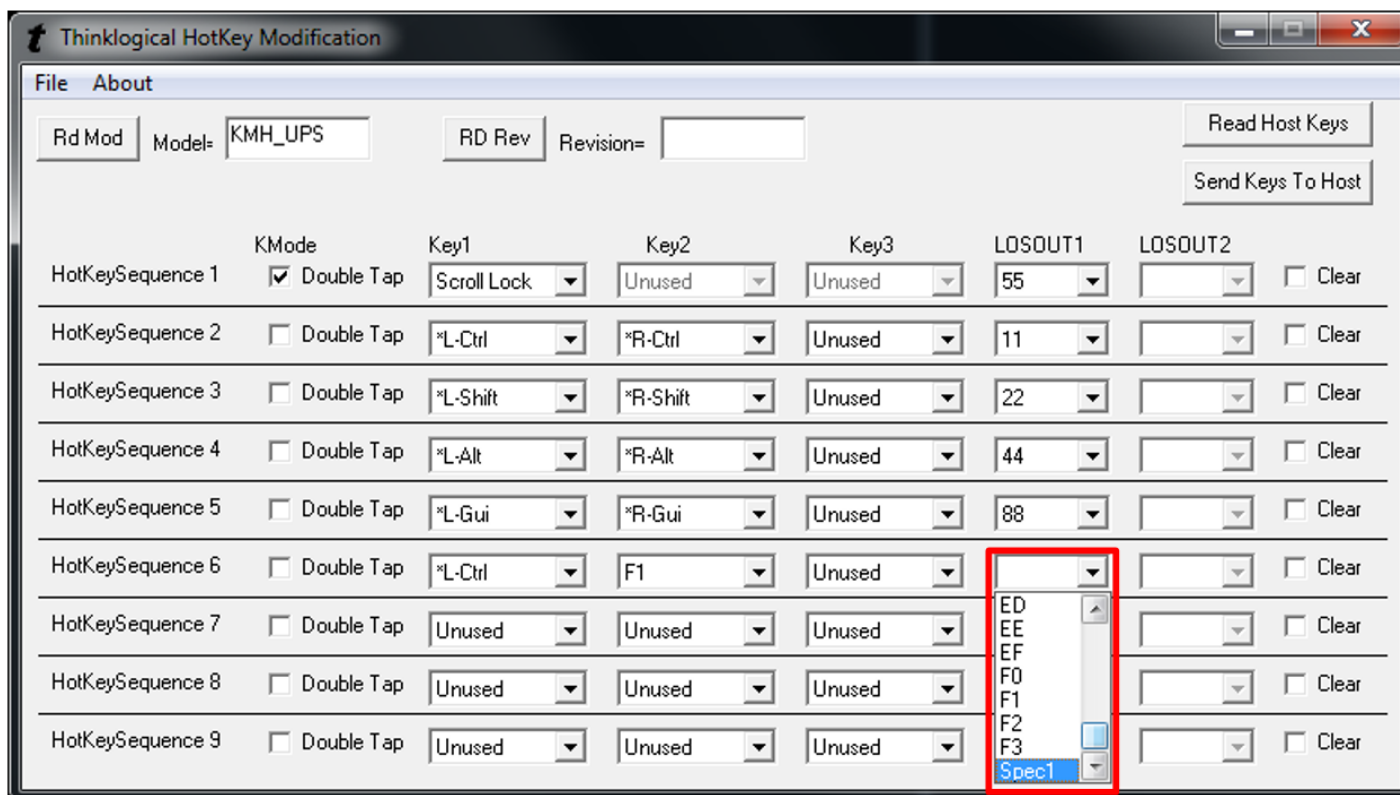 t Thinklogical HotKey Modification
File About
Rd Mod Model= KMH_UPS RD Rev Revision= Read Host Keys
Send Keys To Host
KMode Key1 Key2 Key3 LOSOUT1 LOSOUT2
HotKeySequence 1 Double Tap Scroll Lock Unused Unused 55 Clear
HotKeySequence 2 Double Tap *L-Ctrl *R-Ctrl Unused 11 Clear
HotKeySequence 3 Double Tap *L-Shift *R-Shift Unused 22 Clear
HotKeySequence 4 Double Tap *L-Alt *R-Alt Unused 44 Clear
HotKeySequence 5 Double Tap *L-Gui *R-Gui Unused 88 Clear
HotKeySequence 6 Double Tap *L-Ctrl F1 Unused Clear
ED
HotKeySequence 7 Double Tap Unused Unused Unused EE Clear
EF
F0
HotKeySequence 8 Double Tap Unused Unused Unused F1 Clear
F2
HotKeySequence 9 Double Tap Unused Unused Unused F3 Clear
Spec1